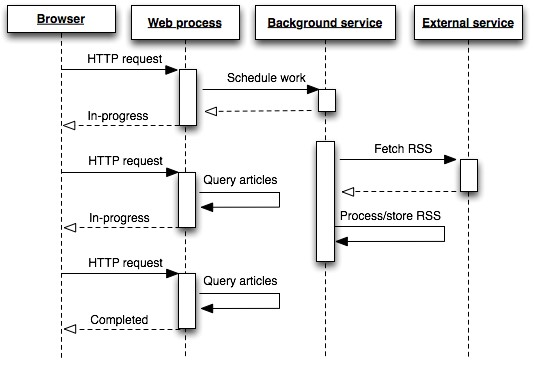 Browser
Web process
Background service
External service
HTTP request
Schedule work
In-progress
Fetch RSS
HTTP request
Query articles
In-progress
Process/store RSS
HTTP request
Query articles
Completed